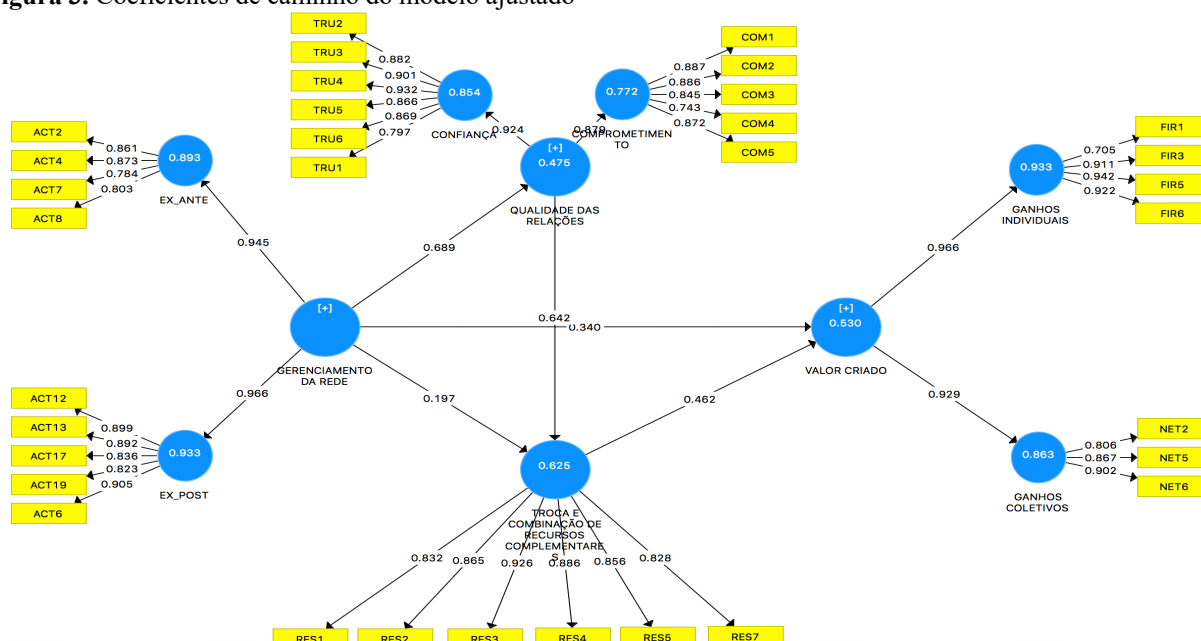 Coeficientes de caminho do modelo ajustado
TRU2
TRU3
TRU4
TRU5
TRU6
TRU1
0.882
0.901
0.932
0.866
0.869
0.797
0.854
CONFIANÇA
0.924
COM1
COM2
COM3
COM4
COM5
0.887
0.886
0.845
0.743
0.872
0.772
COMPROMETIMEN
TO
[+]
0.475
QUALIDADE DAS
RELAÇÕES
ACT2
ACT4
ACT7
ACT8
0.861
0.873
0.784
0.803
0.893
EX_ANTE
0.945
0.689
[+]
GERENCIAMENTO
DA REDE
0.966
0.197
0.642
0.340
ACT12
ACT13
ACT17
ACT19
ACT6
0.899
0.892
0.836
0.823
0.905
0.933
EX_POST
0.625
TROCA E
COMBINAÇÃO DE
RECURSOS
COMPLEMENTARE
S
0.832
0.865
0.926
0.886
0.856
0.828
RES1
RES2
RES3
RES4
RES5
RES7
0.462
[+]
0.530
VALOR CRIADO
0.966
0.929
0.933
GANHOS
INDIVIDUAIS
0.705
0.911
0.942
0.922
FIR1
FIR3
FIR5
FIR6
0.863
GANHOS
COLETIVOS
0.806
0.867
0.902
NET2
NET5
NET6